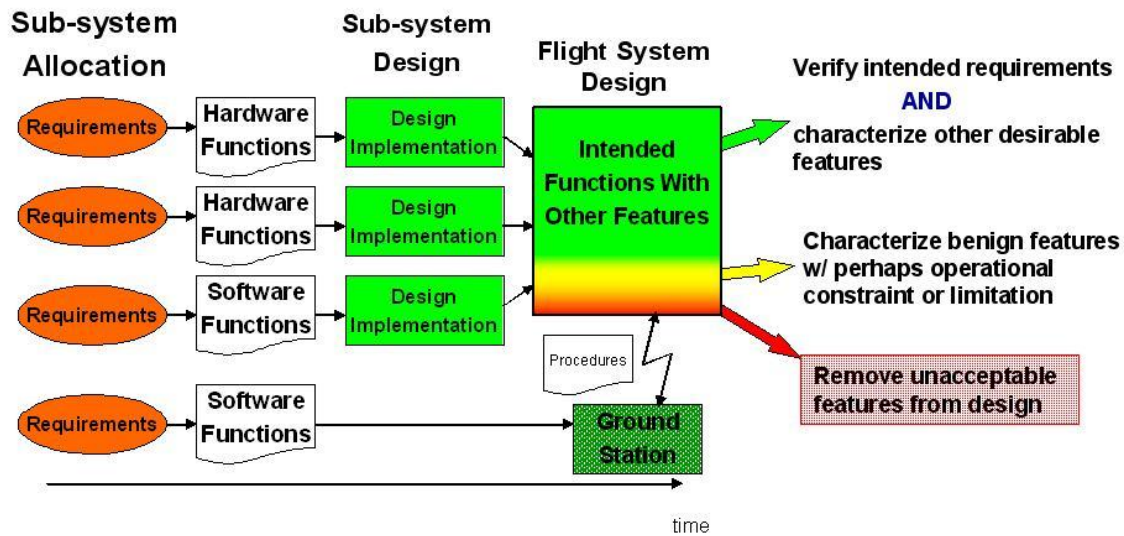 Sub-system
Allocation
Sub-system
Design
Flight System
Design
Verify intended requirements
AND
characterize other desirable
features
Requirements
Hardware
Functions
Design
Implementation
Intended
Functions With
Other Features
Requirements
Hardware
Functions
Design
Implementation
Characterize benign features
w/ perhaps operational
constraint or limitation
Requirements
Software
Functions
Design
Implementation
Procedures
Remove unacceptable
features from design
Requirements
Software
Functions
Ground
Station
time